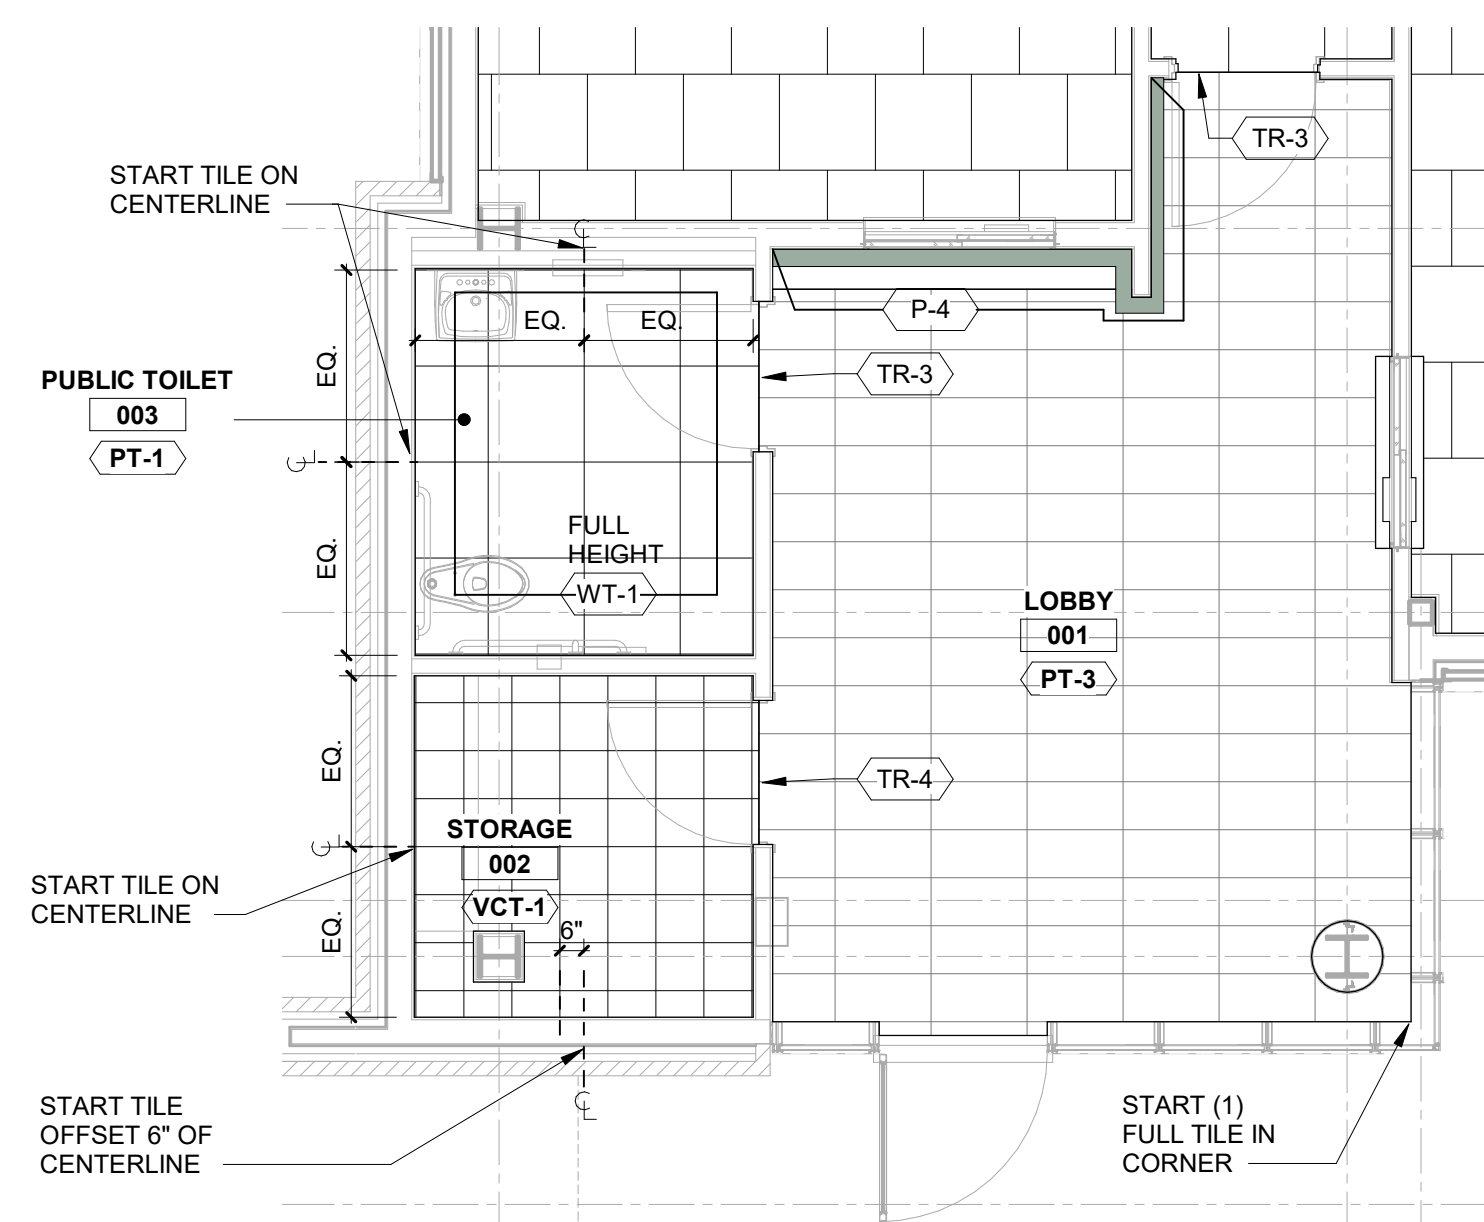 TR-3
START TILE ON
CENTERLINE
C
L
P-4
EQ.
EQ.
EQ.
TR-3
PUBLIC TOILET
003
PT-1
C
L
FULL
HEIGHT
WT-1
EQ.
LOBBY
001
PT-3
EQ.
TR-4
STORAGE
002
C
L
VCT-1
START TILE ON
CENTERLINE
EQ.
6"
C
L
START TILE
OFFSET 6" OF
CENTERLINE
START (1)
FULL TILE IN
CORNER